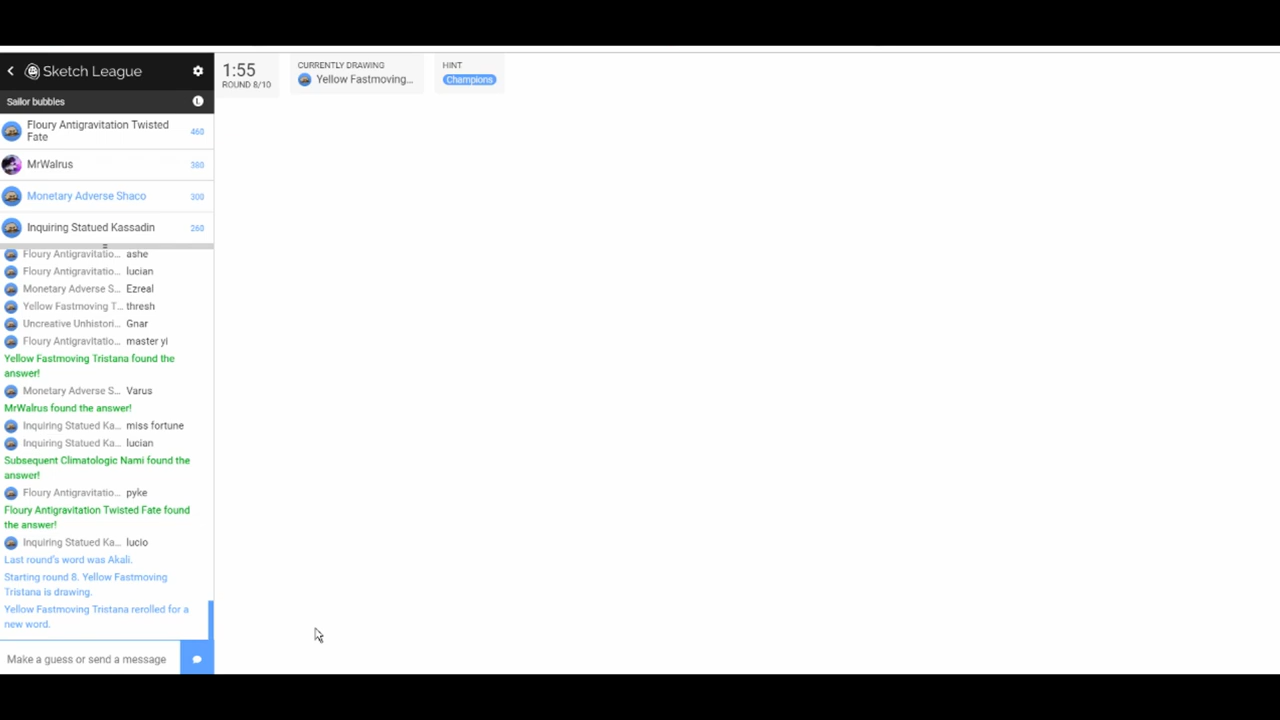 Sketch League
1:55
ROUND 8/10
CURRENTLY DRAWING
Yellow Fastmoving...
HINT
Champions
Sailor bubbles
L
Floury Antigravitation Twisted
Fate
460
MrWalrus
380
Monetary Adverse Shaco
300
Inquiring Statued Kassadin
260
Floury Antigravitatio... ashe
Floury Antigravitatio... lucian
Monetary Adverse S... Ezreal
Yellow Fastmoving T... thresh
Uncreative Unhistori... Gnar
Floury Antigravitatio... master yi
Yellow Fastmoving Tristana found the
answer!
Monetary Adverse S... Varus
MrWalrus found the answer!
Inquiring Statued Ka... miss fortune
Inquiring Statued Ka... lucian
Subsequent Climatologic Nami found the
answer!
Floury Antigravitatio... pyke
Floury Antigravitation Twisted Fate found
the answer!
Inquiring Statued Ka... lucio
Last round's word was Akali.
Starting round 8. Yellow Fastmoving
Tristana is drawing.
Yellow Fastmoving Tristana rerolled for a
new word.
Make a guess or send a message